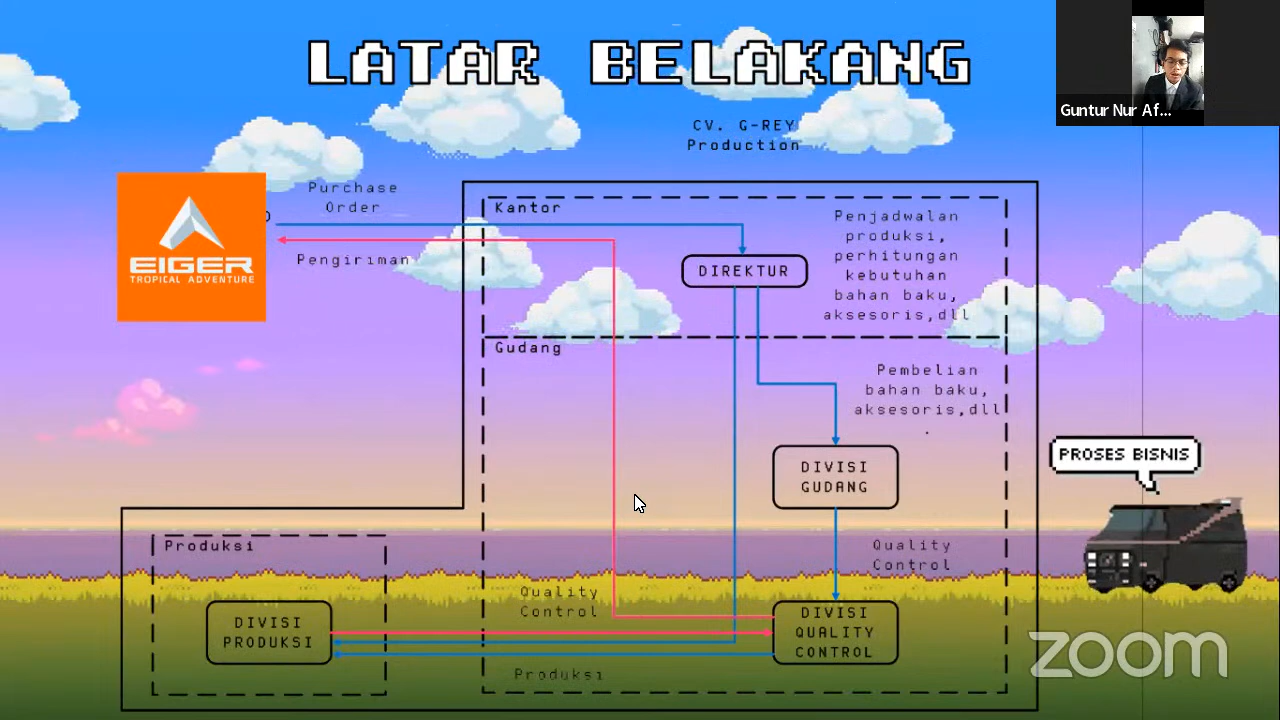 LATAR BELAKANG
Guntur Nur Af...
CV. G-REY
Production
Purchase
Order
EIGER
TROPICAL ADVENTURE
Pengiriman
Kantor
DIREKTUR
Penjadwalan
produksi,
perhitungan
kebutuhan
bahan baku,
aksesoris,dll
Gudang
Pembelian
bahan baku,
aksesoris,dll
.
DIVISI
GUDANG
PROSES BISNIS
Quality
Control
Produksi
DIVISI
PRODUKSI
Quality
Control
DIVISI
QUALITY
CONTROL
Produksi
zoom